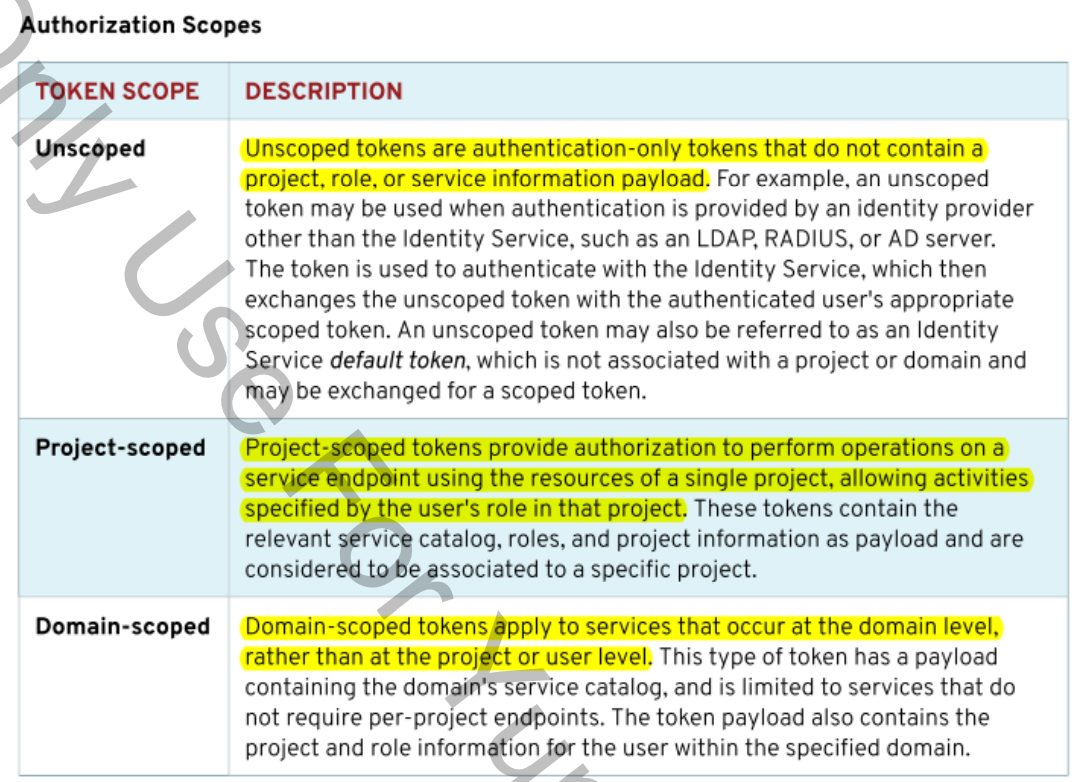 Authorization Scopes
TOKEN SCOPE DESCRIPTION
Unscoped
Unscoped tokens are authentication-only tokens that do not contain a
project, role, or service information payload. For example, an unscoped
token may be used when authentication is provided by an identity provider
other than the Identity Service, such as an LDAP, RADIUS, or AD server.
The token is used to authenticate with the Identity Service, which then
exchanges the unscoped token with the authenticated user's appropriate
scoped token. An unscoped token may also be referred to as an Identity
Service default token, which is not associated with a project or domain and
may be exchanged for a scoped token.
Project-scoped
Project-scoped tokens provide authorization to perform operations on a
service endpoint using the resources of a single project, allowing activities
specified by the user's role in that project. These tokens contain the
relevant service catalog, roles, and project information as payload and are
considered to be associated to a specific project.
Domain-scoped
Domain-scoped tokens apply to services that occur at the domain level,
rather than at the project or user level. This type of token has a payload
containing the domain's service catalog, and is limited to services that do
not require per-project endpoints. The token payload also contains the
project and role information for the user within the specified domain.
Only Use For